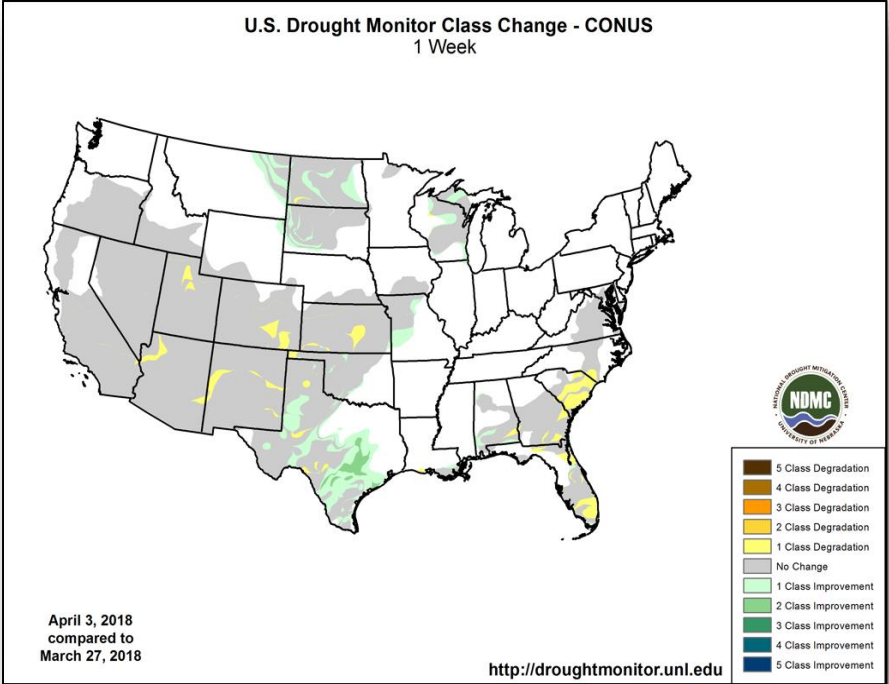 U.S. Drought Monitor Class Change - CONUS
1 Week
NATIONAL DROUGHT MITIGATION CENTER
NDMC
UNIVERSITY OF NEBRASKA
5 Class Degradation
4 Class Degradation
3 Class Degradation
2 Class Degradation
1 Class Degradation
No Change
1 Class Improvement
2 Class Improvement
3 Class Improvement
4 Class Improvement
5 Class Improvement
April 3, 2018
compared to
March 27, 2018
http://droughtmonitor.unl.edu